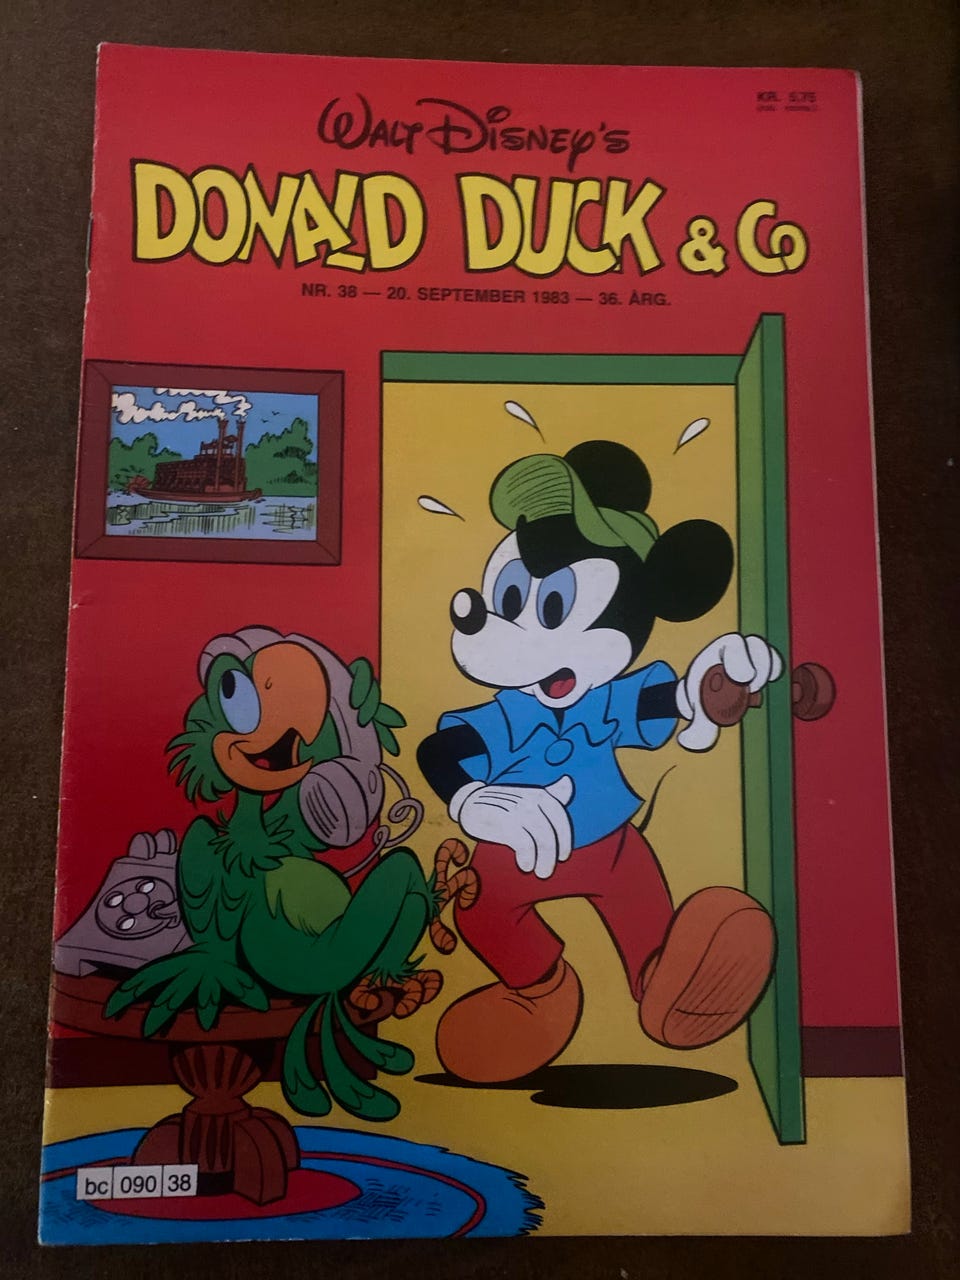 WALT DISNEY'S
KR. 5,75
DONALD DUCK & Co
NR. 38 — 20. SEPTEMBER 1983 — 36. ÅRG.
bc 090 38